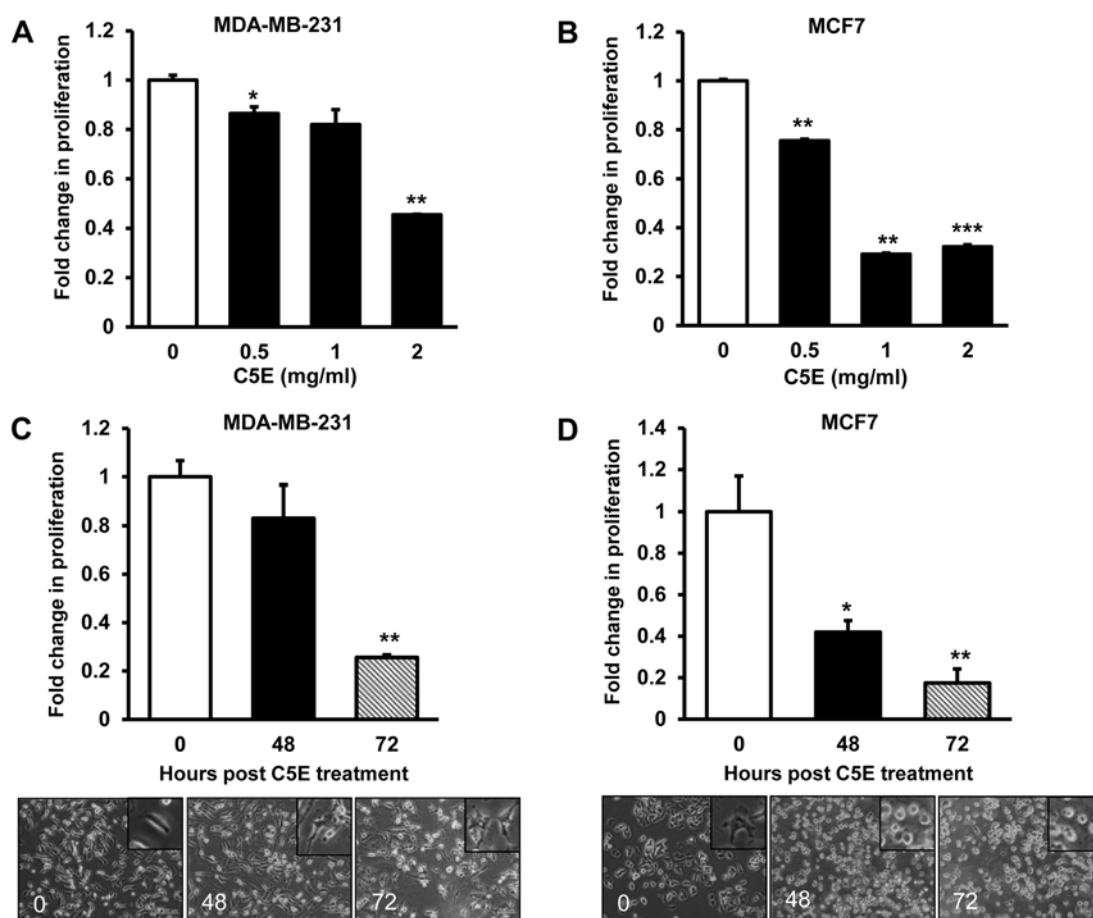 A
MDA-MB-231
Fold change in proliferation
1.2
1
0.8
0.6
0.4
0.2
0
*
**
0 0.5 1 2
C5E (mg/ml)
B
MCF7
Fold change in proliferation
1.2
1
0.8
0.6
0.4
0.2
0
**
**
***
0 0.5 1 2
C5E (mg/ml)
C
MDA-MB-231
Fold change in proliferation
1.2
1
0.8
0.6
0.4
0.2
0
**
0 48 72
Hours post C5E treatment
0 48 72
D
MCF7
Fold change in proliferation
1.4
1.2
1
0.8
0.6
0.4
0.2
0
*
**
0 48 72
Hours post C5E treatment
0 48 72